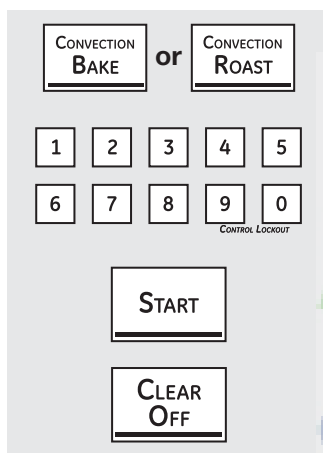 CONVECTION BAKE or CONVECTION ROAST
1 2 3 4 5
6 7 8 9 0
CONTROL LOCKOUT
START
CLEAR
OFF